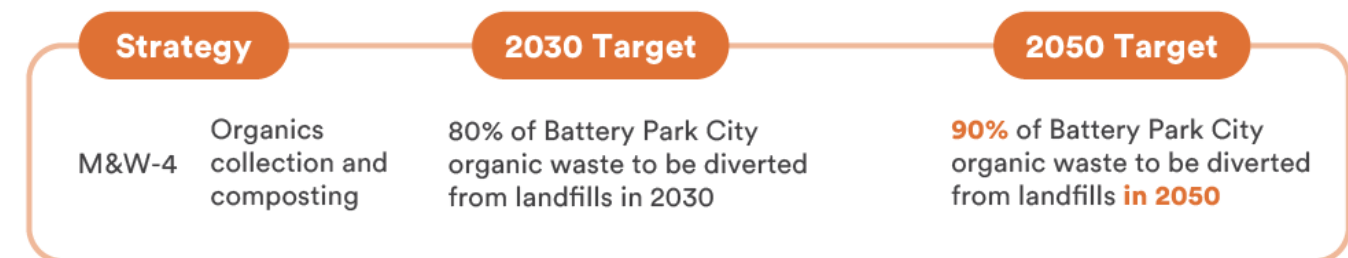 Strategy
2030 Target
2050 Target
M&W-4
Organics
collection and
composting
80% of Battery Park City
organic waste to be diverted
from landfills in 2030
90% of Battery Park City
organic waste to be diverted
from landfills in 2050